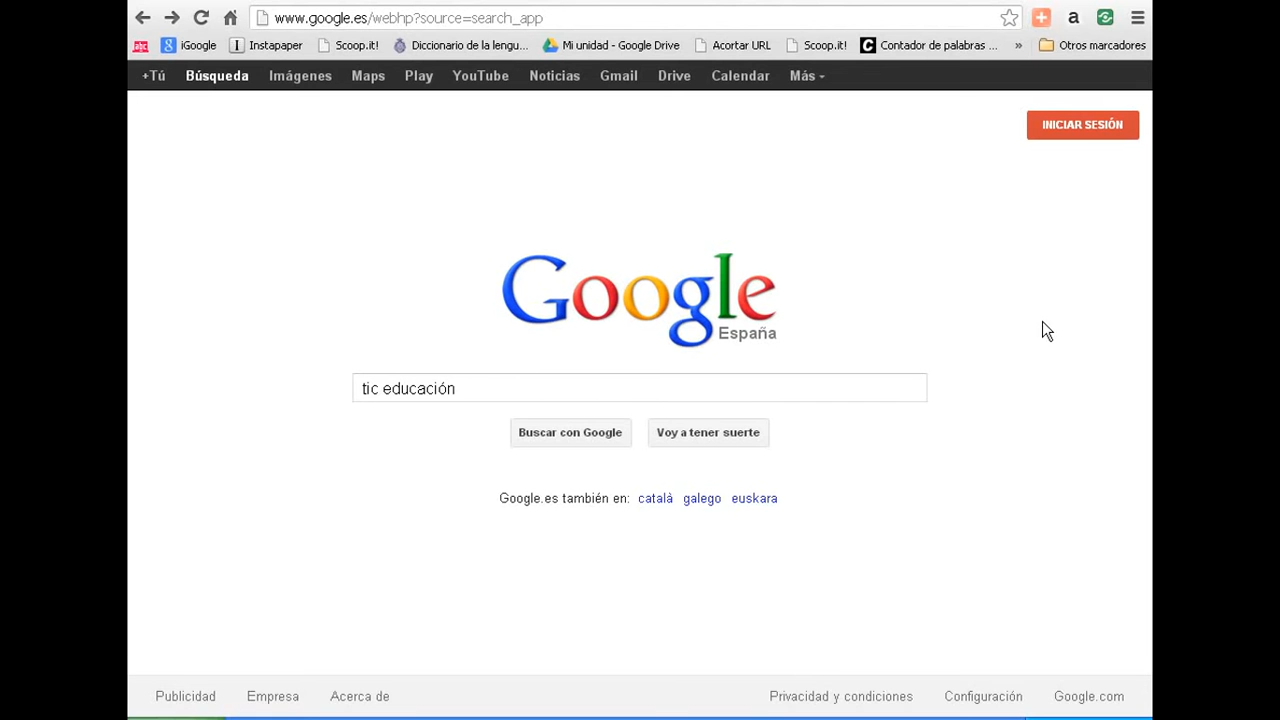 www.google.es/webhp?source=search_app
abc iGoogle Instapaper Scoop.it! Diccionario de la lengu... Mi unidad - Google Drive Acortar URL Scoop.it! Contador de palabras ... » Otros marcadores
+Tú Búsqueda Imágenes Maps Play YouTube Noticias Gmail Drive Calendar Más
INICIAR SESIÓN
Google
España
tic educación
Buscar con Google Voy a tener suerte
Google.es también en: català galego euskara
Publicidad Empresa Acerca de Privacidad y condiciones Configuración Google.com